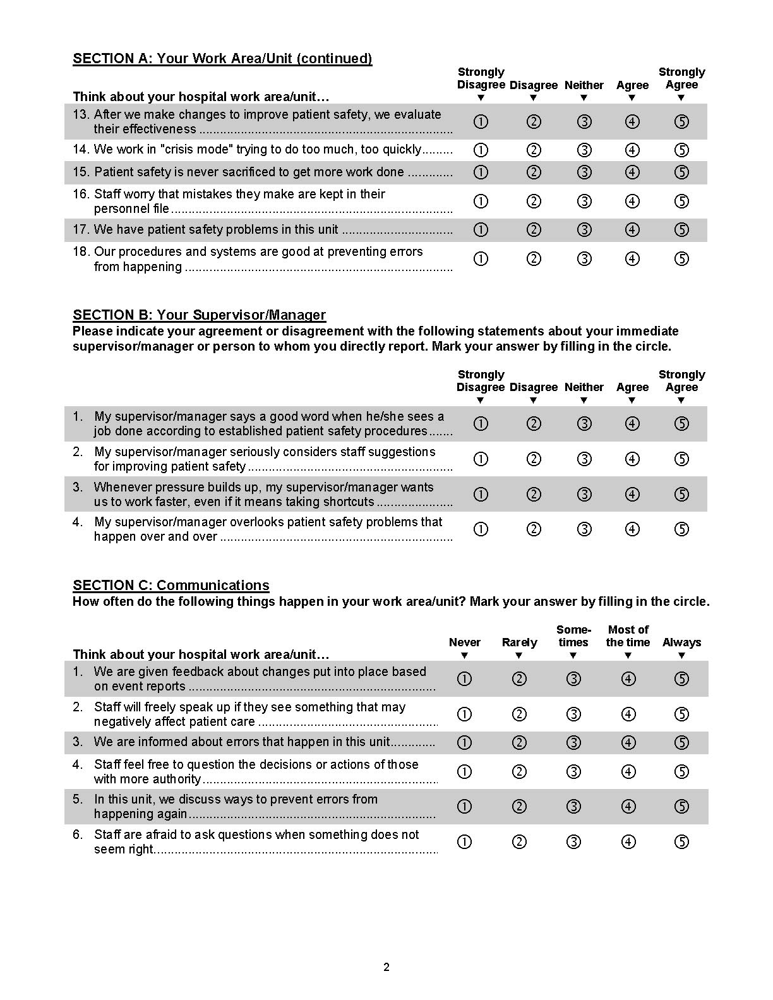 SECTION A: Your Work Area/Unit (continued)
Strongly Strongly
Disagree Disagree Neither Agree Agree
Think about your hospital work area/unit… ▼ ▼ ▼ ▼ ▼
13. After we make changes to improve patient safety, we evaluate
their effectiveness ......................................................................... ① ② ③ ④ ⑤
14. We work in "crisis mode" trying to do too much, too quickly......... ① ② ③ ④ ⑤
15. Patient safety is never sacrificed to get more work done ............. ① ② ③ ④ ⑤
16. Staff worry that mistakes they make are kept in their
personnel file................................................................................. ① ② ③ ④ ⑤
17. We have patient safety problems in this unit ................................ ① ② ③ ④ ⑤
18. Our procedures and systems are good at preventing errors
from happening ............................................................................. ① ② ③ ④ ⑤
SECTION B: Your Supervisor/Manager
Please indicate your agreement or disagreement with the following statements about your immediate
supervisor/manager or person to whom you directly report. Mark your answer by filling in the circle.
Strongly Strongly
Disagree Disagree Neither Agree Agree
▼ ▼ ▼ ▼ ▼
1. My supervisor/manager says a good word when he/she sees a
job done according to established patient safety procedures....... ① ② ③ ④ ⑤
2. My supervisor/manager seriously considers staff suggestions
for improving patient safety........................................................... ① ② ③ ④ ⑤
3. Whenever pressure builds up, my supervisor/manager wants
us to work faster, even if it means taking shortcuts...................... ① ② ③ ④ ⑤
4. My supervisor/manager overlooks patient safety problems that
happen over and over ................................................................... ① ② ③ ④ ⑤
SECTION C: Communications
How often do the following things happen in your work area/unit? Mark your answer by filling in the circle.
Some- Most of
Never Rarely times the time Always
Think about your hospital work area/unit… ▼ ▼ ▼ ▼ ▼
1. We are given feedback about changes put into place based
on event reports ....................................................................... ① ② ③ ④ ⑤
2. Staff will freely speak up if they see something that may
negatively affect patient care .................................................... ① ② ③ ④ ⑤
3. We are informed about errors that happen in this unit............. ① ② ③ ④ ⑤
4. Staff feel free to question the decisions or actions of those
with more authority.................................................................... ① ② ③ ④ ⑤
5. In this unit, we discuss ways to prevent errors from
happening again....................................................................... ① ② ③ ④ ⑤
6. Staff are afraid to ask questions when something does not
seem right.................................................................................. ① ② ③ ④ ⑤
2